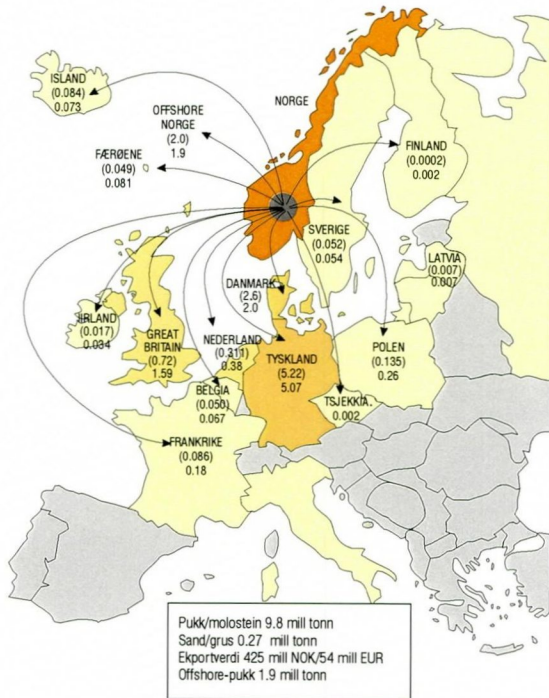 ISLAND
(0.084)
0.073
NORGE
OFFSHORE
NORGE
(2.0)
1.9
FÆRØENE
(0.049)
0.081
FINLAND
(0.0002)
0.002
SVERIGE
(0.052)
0.054
LATVIA
(0.007)
0.007
DANMARK
(2.6)
2.0
IRLAND
(0.017)
0.034
GREAT
BRITAIN
(0.72)
1.59
NEDERLAND
(0.311)
0.38
TYSKLAND
(5.22)
5.07
POLEN
(0.135)
0.26
BELGIA
(0.050)
0.067
TSJEKKIA
0.002
FRANKRIKE
(0.086)
0.18
Pukk/molostein 9.8 mill tonn
Sand/grus 0.27 mill tonn
Eksportverdi 425 mill NOK/54 mill EUR
Offshore-pukk 1.9 mill tonn